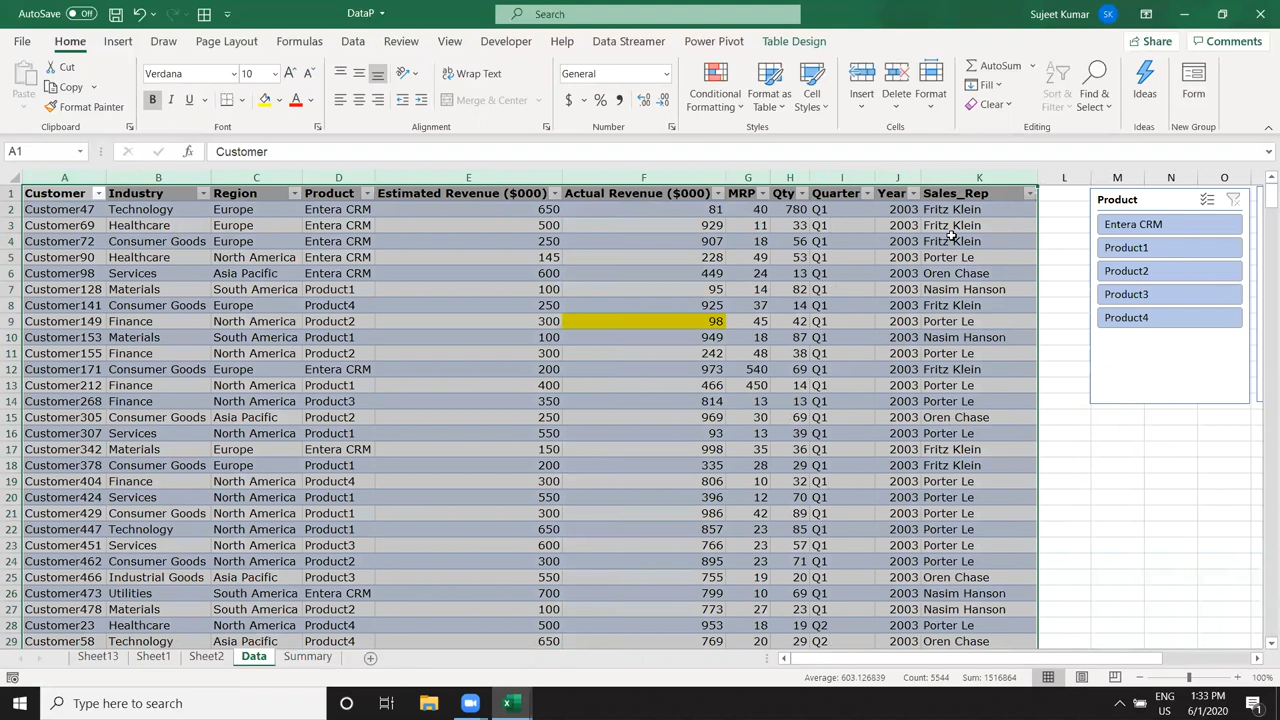 AutoSave Off DataP Search Sujeet Kumar SK
File Home Insert Draw Page Layout Formulas Data Review View Developer Help Data Streamer Power Pivot Table Design Share Comments
Paste Cut Copy Format Painter Clipboard
Verdana 10 B I U A Font
Wrap Text Merge & Center Alignment
General $ % Number
Conditional Formatting Format as Table Cell Styles Styles
Insert Delete Format Cells
AutoSum Fill Clear Sort & Filter Find & Select Editing
Ideas Ideas
Form New Group
A1 fx Customer
A B C D E F G H I J K L M N O
1 Customer Industry Region Product Estimated Revenue ($000) Actual Revenue ($000) MRP Qty Quarter Year Sales_Rep
2 Customer47 Technology Europe Entera CRM 650 81 40 780 Q1 2003 Fritz Klein
3 Customer69 Healthcare Europe Entera CRM 500 929 11 33 Q1 2003 Fritz Klein
4 Customer72 Consumer Goods Europe Entera CRM 250 907 18 56 Q1 2003 Fritz Klein
5 Customer90 Healthcare North America Entera CRM 145 228 49 53 Q1 2003 Porter Le
6 Customer98 Services Asia Pacific Entera CRM 600 449 24 13 Q1 2003 Oren Chase
7 Customer128 Materials South America Product1 100 95 14 82 Q1 2003 Nasim Hanson
8 Customer141 Consumer Goods Europe Product4 250 925 37 14 Q1 2003 Fritz Klein
9 Customer149 Finance North America Product2 300 98 45 42 Q1 2003 Porter Le
10 Customer153 Materials South America Product1 100 949 18 87 Q1 2003 Nasim Hanson
11 Customer155 Finance North America Product2 300 242 48 38 Q1 2003 Porter Le
12 Customer171 Consumer Goods Europe Entera CRM 200 973 540 69 Q1 2003 Fritz Klein
13 Customer212 Finance North America Product1 400 466 450 14 Q1 2003 Porter Le
14 Customer268 Finance North America Product3 350 814 13 13 Q1 2003 Porter Le
15 Customer305 Consumer Goods Asia Pacific Product2 250 969 30 69 Q1 2003 Oren Chase
16 Customer307 Services North America Product1 550 93 13 39 Q1 2003 Porter Le
17 Customer342 Materials Europe Entera CRM 150 998 35 36 Q1 2003 Fritz Klein
18 Customer378 Consumer Goods Europe Product1 200 335 28 29 Q1 2003 Fritz Klein
19 Customer404 Finance North America Product4 300 806 10 32 Q1 2003 Porter Le
20 Customer424 Services North America Product1 550 396 12 70 Q1 2003 Porter Le
21 Customer429 Consumer Goods North America Product1 300 986 42 89 Q1 2003 Porter Le
22 Customer447 Technology North America Product1 650 857 23 85 Q1 2003 Porter Le
23 Customer451 Services North America Product3 600 766 23 57 Q1 2003 Porter Le
24 Customer462 Consumer Goods North America Product2 300 895 23 71 Q1 2003 Porter Le
25 Customer466 Industrial Goods Asia Pacific Product3 550 755 19 20 Q1 2003 Oren Chase
26 Customer473 Utilities South America Entera CRM 700 799 10 69 Q1 2003 Nasim Hanson
27 Customer478 Materials South America Product2 100 773 27 23 Q1 2003 Nasim Hanson
28 Customer23 Healthcare North America Product4 500 953 18 19 Q2 2003 Porter Le
29 Customer58 Technology Asia Pacific Product4 650 769 20 29 Q2 2003 Oren Chase
Product
Entera CRM
Product1
Product2
Product3
Product4
Sheet13 Sheet1 Sheet2 Data Summary
Average: 603.126839 Count: 5544 Sum: 1516864 100%
Type here to search ENG IN 1:33 PM 6/1/2020